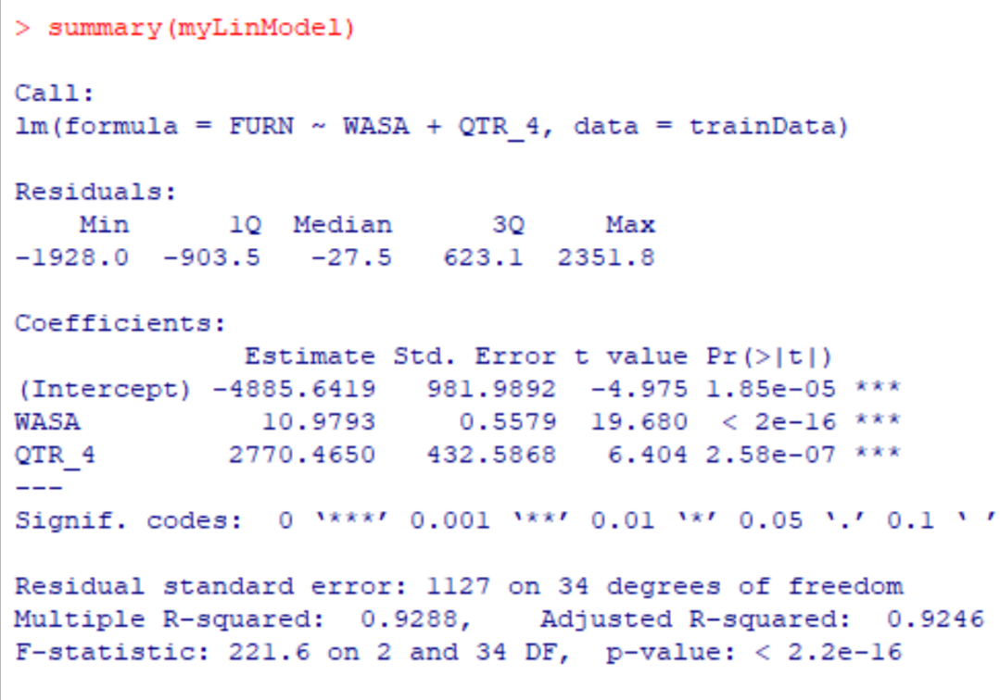 > summary(myLinModel)
Call:
lm(formula = FURN ~ WASA + QTR_4, data = trainData)
Residuals:
Min 1Q Median 3Q Max
-1928.0 -903.5 -27.5 623.1 2351.8
Coefficients:
Estimate Std. Error t value Pr(>|t|)
(Intercept) -4885.6419 981.9892 -4.975 1.85e-05 ***
WASA 10.9793 0.5579 19.680 < 2e-16 ***
QTR_4 2770.4650 432.5868 6.404 2.58e-07 ***
---
Signif. codes: 0 ‘***’ 0.001 ‘**’ 0.01 ‘*’ 0.05 ‘.’ 0.1 ‘ ’
Residual standard error: 1127 on 34 degrees of freedom
Multiple R-squared: 0.9288, Adjusted R-squared: 0.9246
F-statistic: 221.6 on 2 and 34 DF, p-value: < 2.2e-16